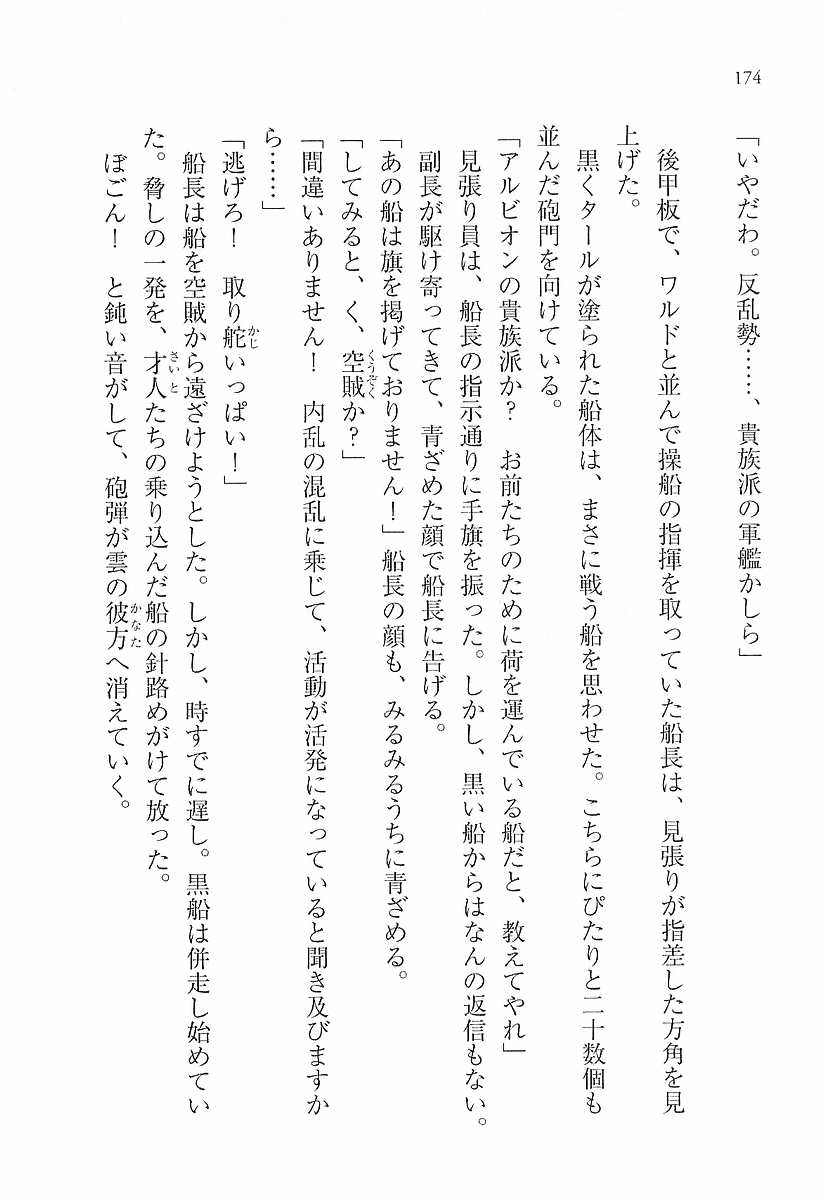 174
「いやだわ。反乱勢……、貴族派の軍艦かしら」
後甲板で、ワルドと並んで操船の指揮を取っていた船長は、見張りが指差した方角を見
上げた。
黒くタールが塗られた船体は、まさに戦う船を思わせた。こちらにぴたりと二十数個も
並んだ砲門を向けている。
「アルビオンの貴族派か？　お前たちのために荷を運んでいる船だと、教えてやれ」
見張り員は、船長の指示通りに手旗を振った。しかし、黒い船からはなんの返信もない。
副長が駆け寄ってきて、青ざめた顔で船長に告げる。
「あの船は旗を掲げておりません！」船長の顔も、みるみるうちに青ざめる。
「してみると、く、空賊か？」
「間違いありません！　内乱の混乱に乗じて、活動が活発になっていると聞き及びますか
ら……」
「逃げろ！　取り舵いっぱい！」
船長は船を空賊から遠ざけようとした。しかし、時すでに遅し。黒船は併走し始めてい
た。脅しの一発を、才人たちの乗り込んだ船の針路めがけて放った。
ぼごん！　と鈍い音がして、砲弾が雲の彼方へ消えていく。